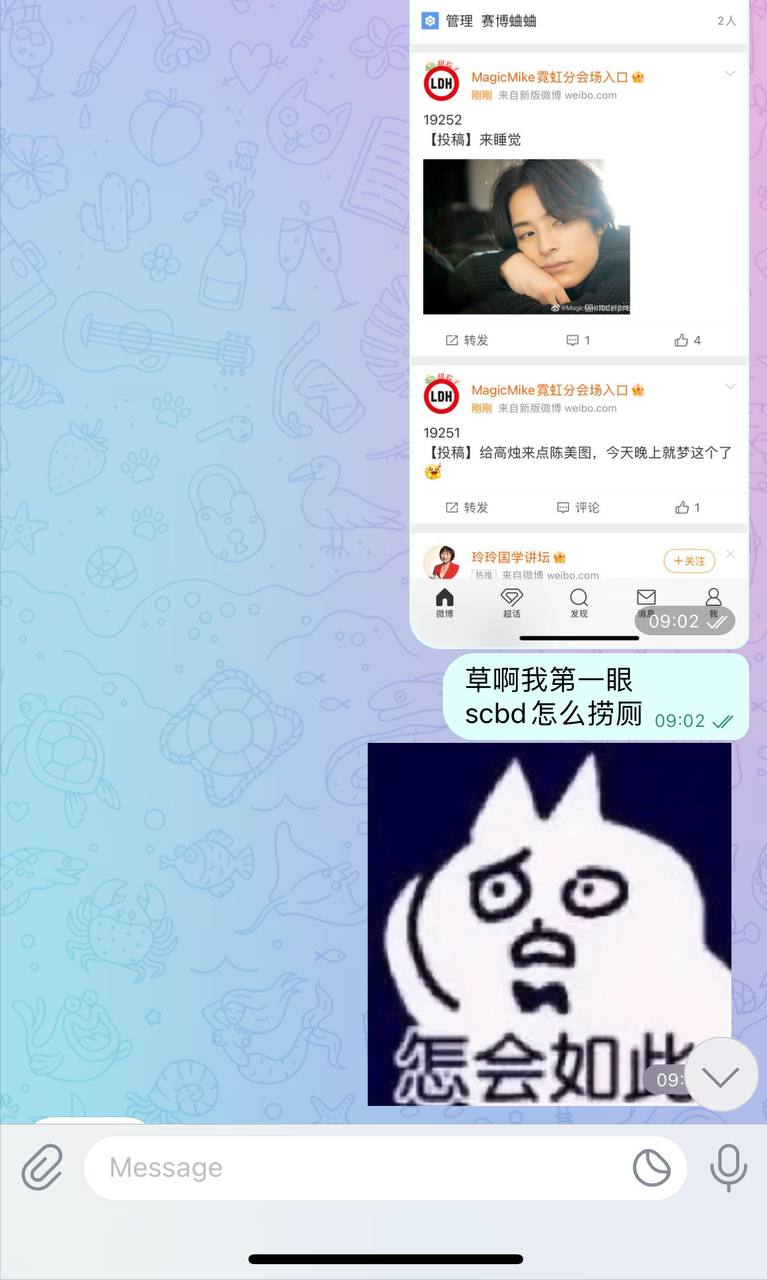 管理 赛博蛐蛐
2人
MagicMike霓虹分会场入口
刚刚 来自新版微博 weibo.com
LDH
19252
【投稿】来睡觉
转发
1
4
MagicMike霓虹分会场入口
刚刚 来自新版微博 weibo.com
LDH
19251
【投稿】给高烛来点陈美图，今天晚上就梦这个了
转发
评论
1
玲玲国学讲坛
+关注
热推 来自微博 weibo.com
微博
超话
发现
消息
我
09:02
草啊我第一眼
scbd怎么捞厕
09:02
怎会如此
09:
Message